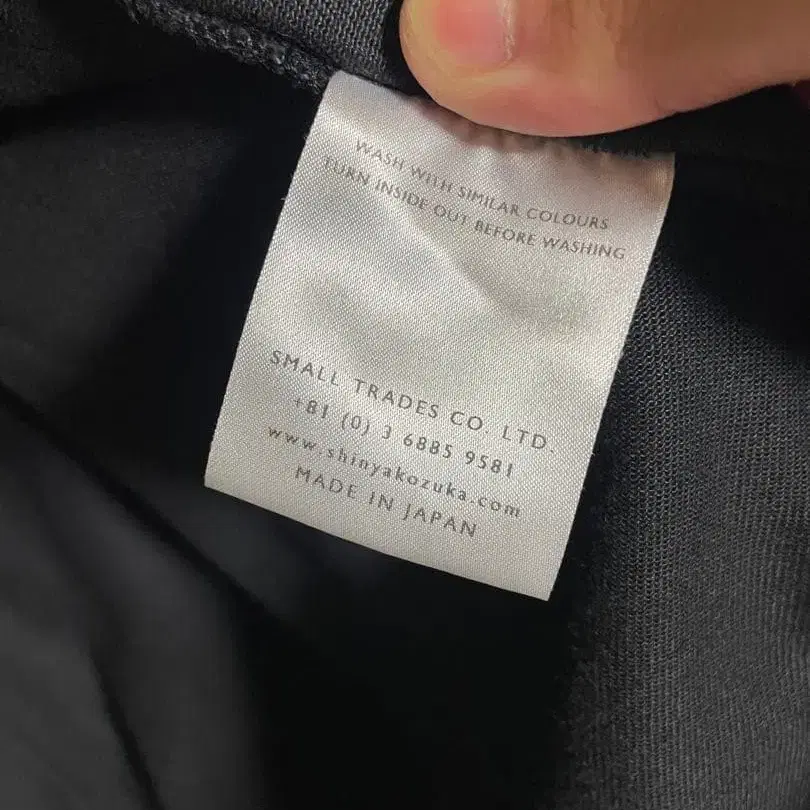 WASH WITH SIMILAR COLOURS
TURN INSIDE OUT BEFORE WASHING
SMALL TRADES CO. LTD.
+81 (0) 3 6885 9581
www.shinyakozuka.com
MADE IN JAPAN